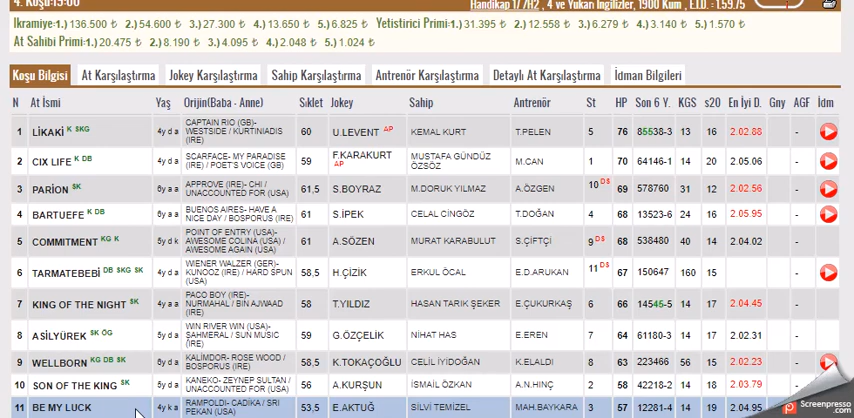 4. Koşu:15:00
Handikap 17/H2 , 4 ve Yukarı İngilizler, 1900 Kum , E.İ.D. : 1.59.75
İkramiye: 1.) 136.500 ₺ 2.) 54.600 ₺ 3.) 27.300 ₺ 4.) 13.650 ₺ 5.) 6.825 ₺ Yetistirici Primi: 1.) 31.395 ₺ 2.) 12.558 ₺ 3.) 6.279 ₺ 4.) 3.140 ₺ 5.) 1.570 ₺
At Sahibi Primi: 1.) 20.475 ₺ 2.) 8.190 ₺ 3.) 4.095 ₺ 4.) 2.048 ₺ 5.) 1.024 ₺
Koşu Bilgisi At Karşılaştırma Jokey Karşılaştırma Sahip Karşılaştırma Antrenör Karşılaştırma Detaylı At Karşılaştırma İdman Bilgileri
N At İsmi Yaş Orijin(Baba - Anne) Sıklet Jokey Sahip Antrenör St HP Son 6 Y. KGS s20 En İyi D. Gny AGF İdm
1 LİKAKİ K SKG 4y d a CAPTAIN RIO (GB)- WESTSIDE / KURTINIADIS (IRE) 60 U.LEVENT AP KEMAL KURT T.PELEN 5 76 85538-3 13 16 2.02.88 -
2 CIX LIFE K DB 4y d a SCARFACE- MY PARADISE (IRE) / POET'S VOICE (GB) 59 F.KARAKURT AP MUSTAFA GÜNDÜZ ÖZSÖZ M.CAN 1 70 64146-1 14 20 2.05.06 -
3 PARİON SK 6y a a APPROVE (IRE)- CHI / UNACCOUNTED FOR (USA) 61,5 S.BOYRAZ M.DORUK YILMAZ A.ÖZGEN 10 DS 69 578760 31 12 2.02.56 -
4 BARTUEFE K DB 8y a a BUENOS AIRES- HAVE A NICE DAY / BOSPORUS (IRE) 61 S.İPEK CELAL CİNGÖZ T.DOĞAN 4 68 13523-6 24 16 2.05.95 -
5 COMMITMENT KG K 5y d k POINT OF ENTRY (USA)- AWESOME COLINA (USA) / AWESOME AGAIN (USA) 61 A.SÖZEN MURAT KARABULUT S.ÇİFTÇİ 9 DS 68 538480 40 14 2.04.02 -
6 TARMATEBEBİ DB SKG SK 4y d a WIENER WALZER (GER)- KUNOOZ (IRE) / HARD SPUN (USA) 58,5 H.ÇİZİK ERKUL ÖCAL E.D.ARUKAN 11 DS 67 150647 160 15 -
7 KING OF THE NIGHT SK 4y a a PACO BOY (IRE)- NURMAHAL / BIN AJWAAD (IRE) 58 T.YILDIZ HASAN TARIK ŞEKER E.ÇUKURKAŞ 6 66 14545-5 14 17 2.04.45 -
8 ASİLYÜREK SK ÖG 5y d a WIN RIVER WIN (USA)- SAHMERAL / SUN MUSIC (IRE) 59 G.ÖZÇELİK NİHAT HAS E.EREN 7 64 61180-3 14 17 2.02.31 -
9 WELLBORN KG DB SK 8y d a KALİMDOR- ROSE WOOD / BOSPORUS (IRE) 58,5 K.TOKAÇOĞLU CELİL İYİDOĞAN K.ELALDI 8 63 223466 56 15 2.02.23 -
10 SON OF THE KING SK 5y d a KANEKO- ZEYNEP SULTAN / UNACCOUNTED FOR (USA) 56 A.KURŞUN İSMAİL ÖZKAN A.N.HINÇ 2 58 42218-2 14 18 2.03.79
11 BE MY LUCK 4y k a RAMPOLDI- CADIKA / SRI PEKAN (USA) 53,5 E.AKTUĞ SİLVİ TEMİZEL MAH.BAYKARA 3 57 12281-4 14 19 2.04.95
Screenpresso.com